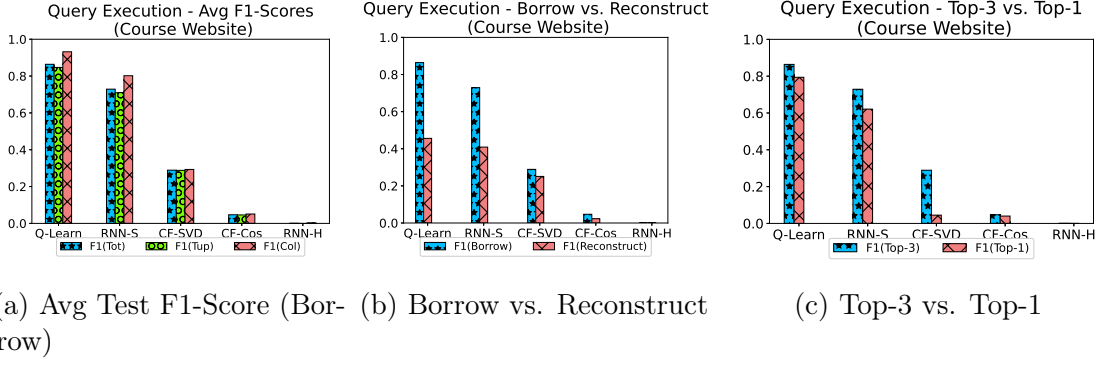 Query Execution - Avg F1-Scores
(Course Website)
1.0
0.8
0.6
0.4
0.2
0.0
Q-Learn RNN-S CF-SVD CF-Cos RNN-H
F1(Tot) F1(Tup) F1(Col)
Query Execution - Borrow vs. Reconstruct
(Course Website)
1.0
0.8
0.6
0.4
0.2
0.0
Q-Learn RNN-S CF-SVD CF-Cos RNN-H
F1(Borrow) F1(Reconstruct)
Query Execution - Top-3 vs. Top-1
(Course Website)
1.0
0.8
0.6
0.4
0.2
0.0
Q-Learn RNN-S CF-SVD CF-Cos RNN-H
F1(Top-3) F1(Top-1)
(a) Avg Test F1-Score (Bor-
row)
(b) Borrow vs. Reconstruct
(c) Top-3 vs. Top-1